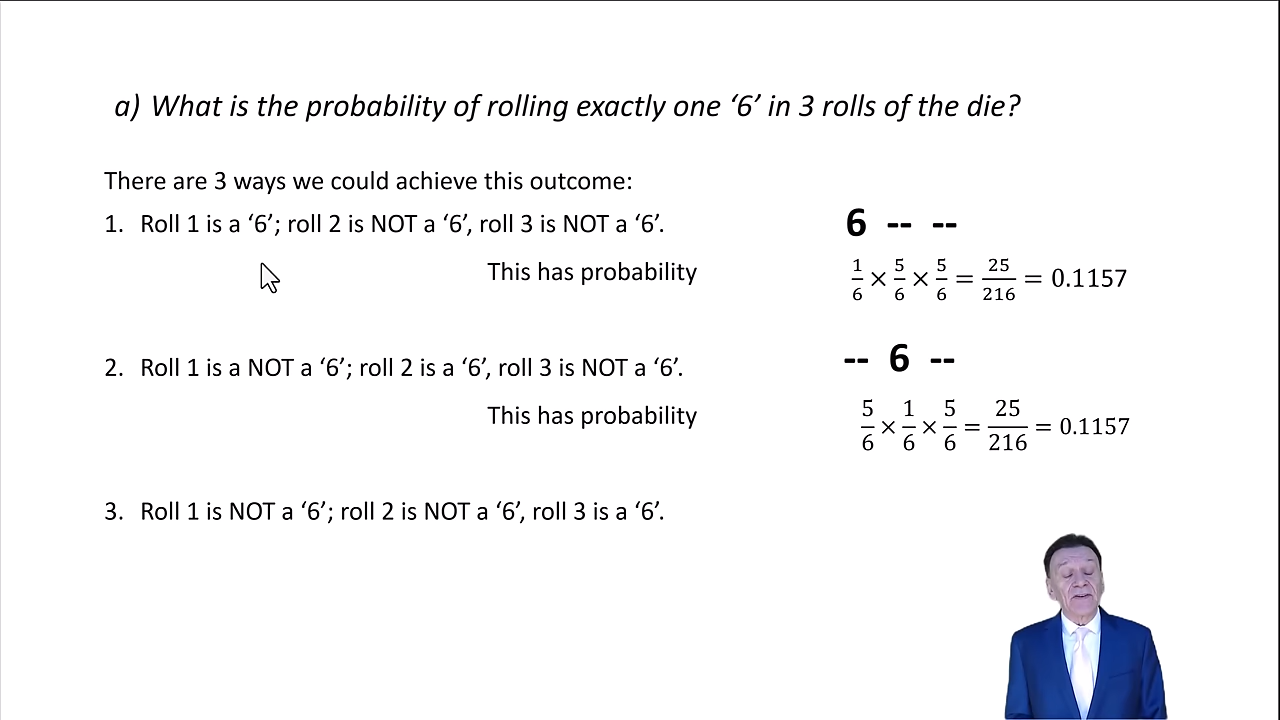 a) What is the probability of rolling exactly one ‘6’ in 3 rolls of the die?
There are 3 ways we could achieve this outcome:
1. Roll 1 is a ‘6’; roll 2 is NOT a ‘6’, roll 3 is NOT a ‘6’.
6 -- --
This has probability
1/6 × 5/6 × 5/6 = 25/216 = 0.1157
2. Roll 1 is a NOT a ‘6’; roll 2 is a ‘6’, roll 3 is NOT a ‘6’.
-- 6 --
This has probability
5/6 × 1/6 × 5/6 = 25/216 = 0.1157
3. Roll 1 is NOT a ‘6’; roll 2 is NOT a ‘6’, roll 3 is a ‘6’.